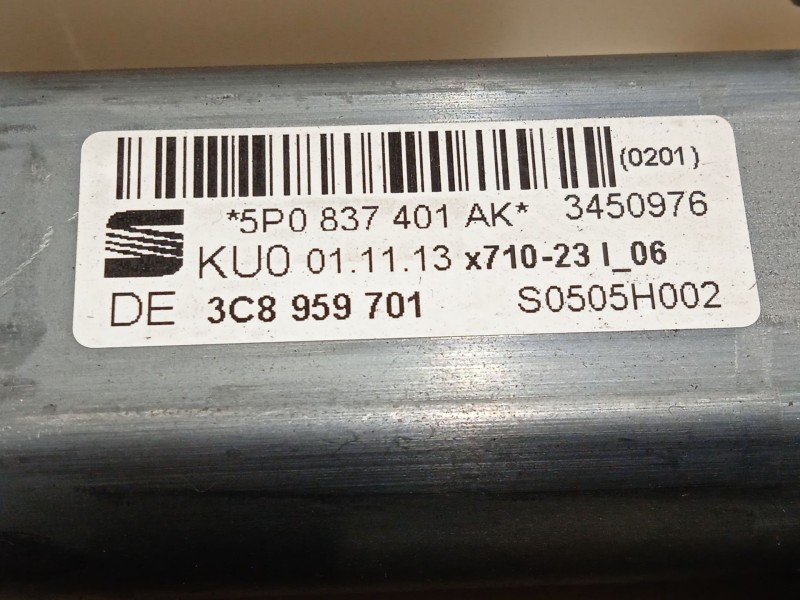 (0201)
*5P0 837 401 AK* 3450976
KU0 01.11.13 x710-23 I_06
DE 3C8 959 701 S0505H002